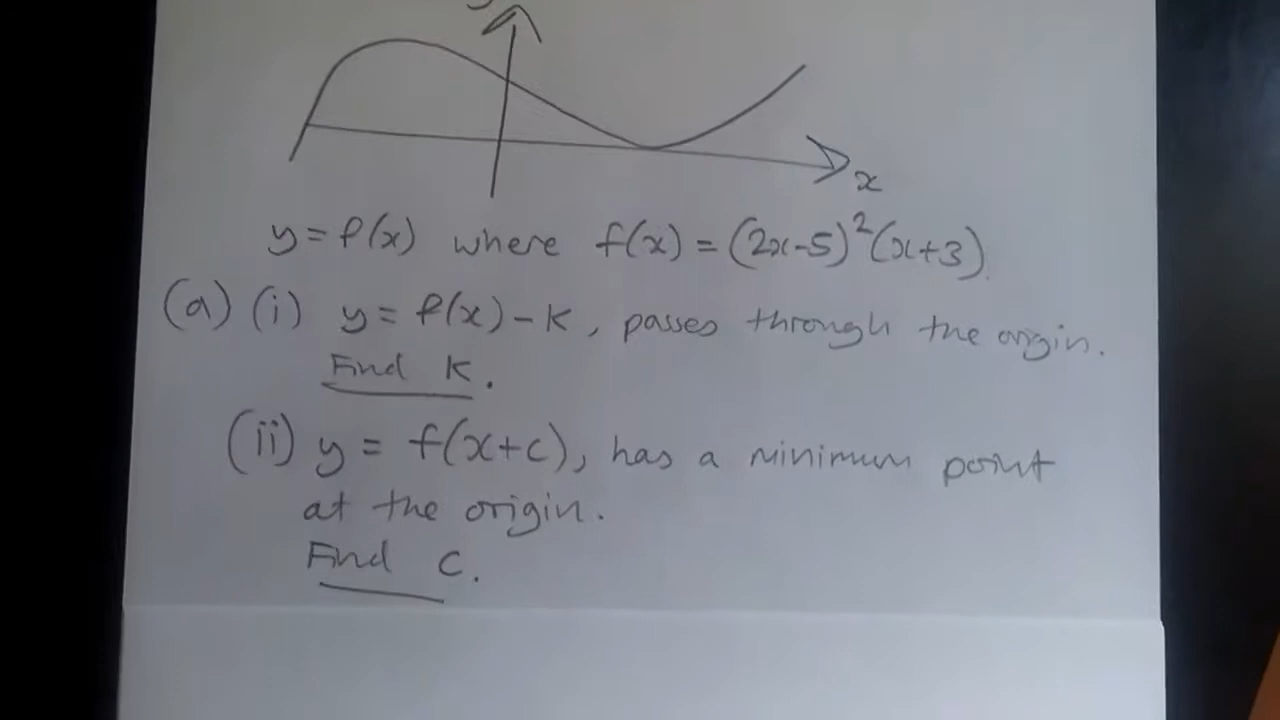 x
y = f(x) where f(x) = (2x-5)²(x+3).
(a) (i) y = f(x) - K, passes through the origin.
Find K.
(ii) y = f(x+c), has a minimum point
at the origin.
Find c.